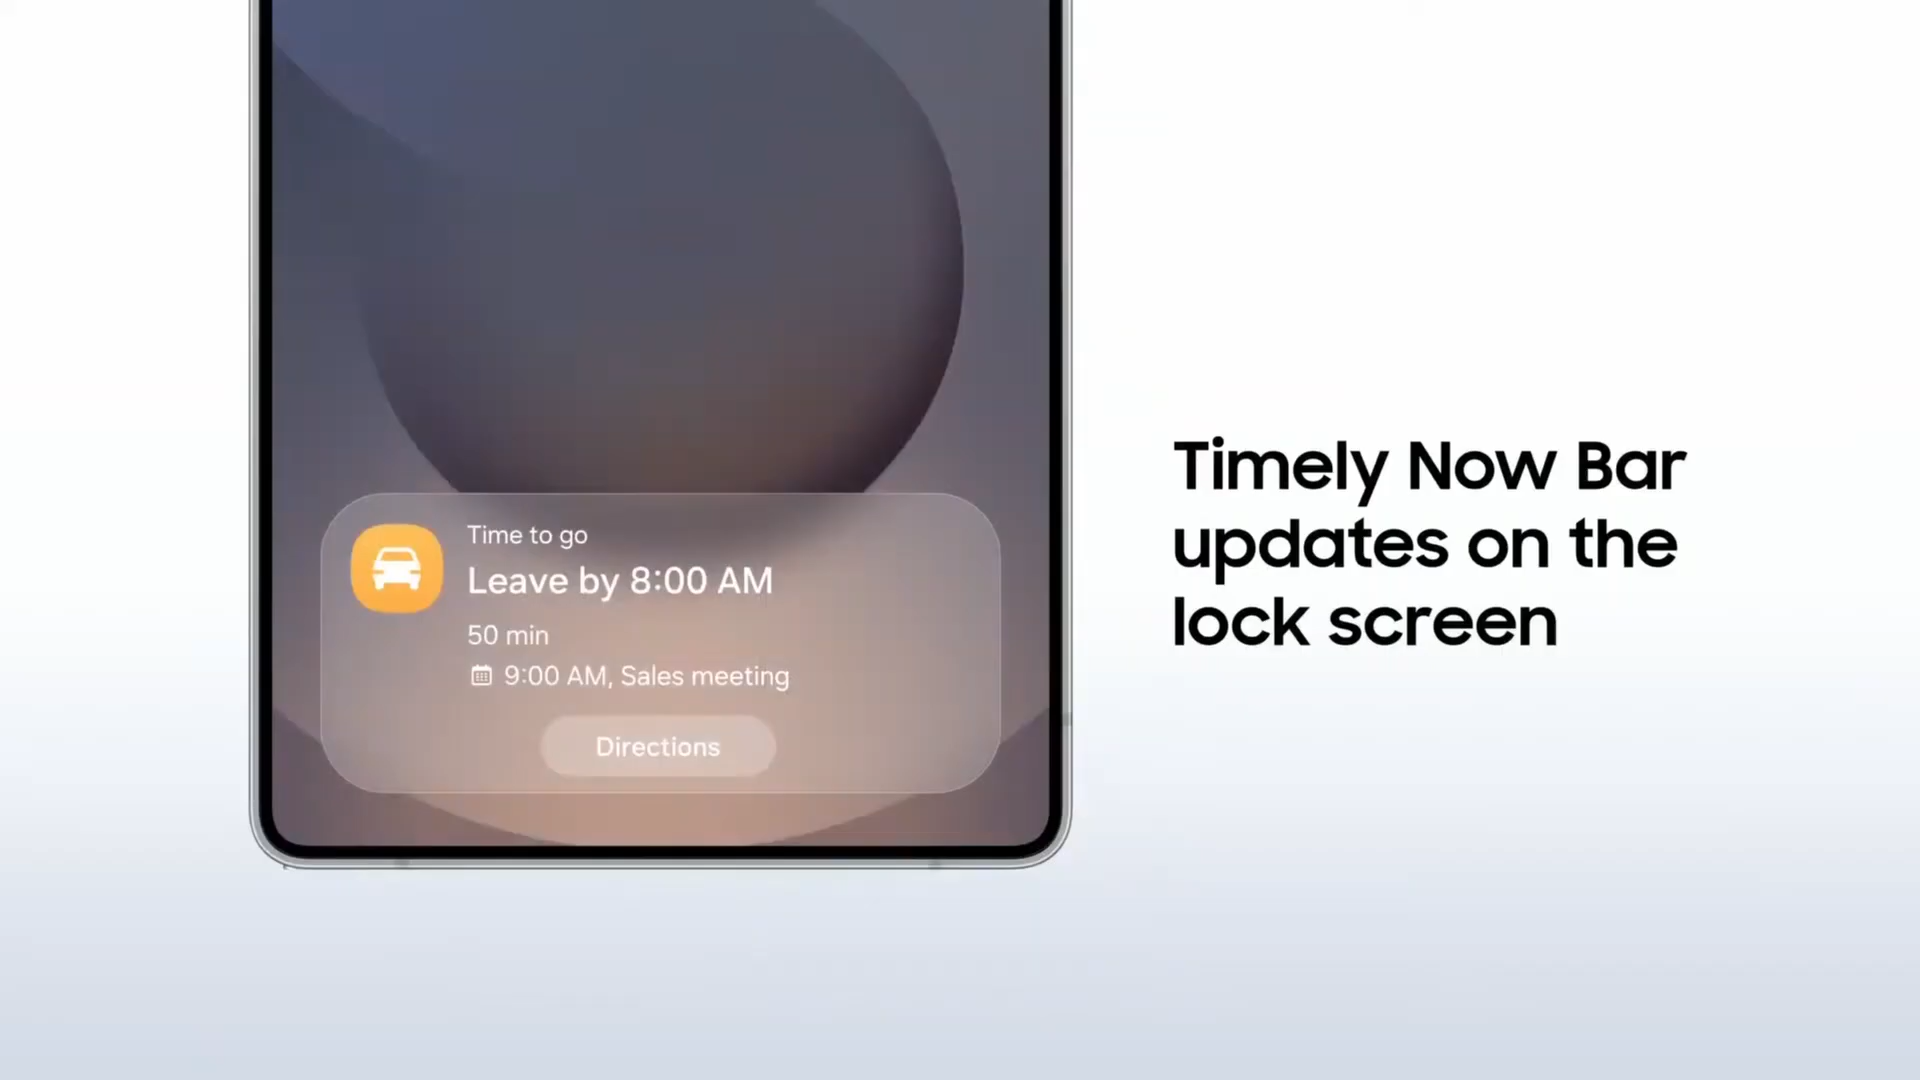 Time to go
Leave by 8:00 AM
50 min
9:00 AM, Sales meeting
Directions
Timely Now Bar
updates on the
lock screen